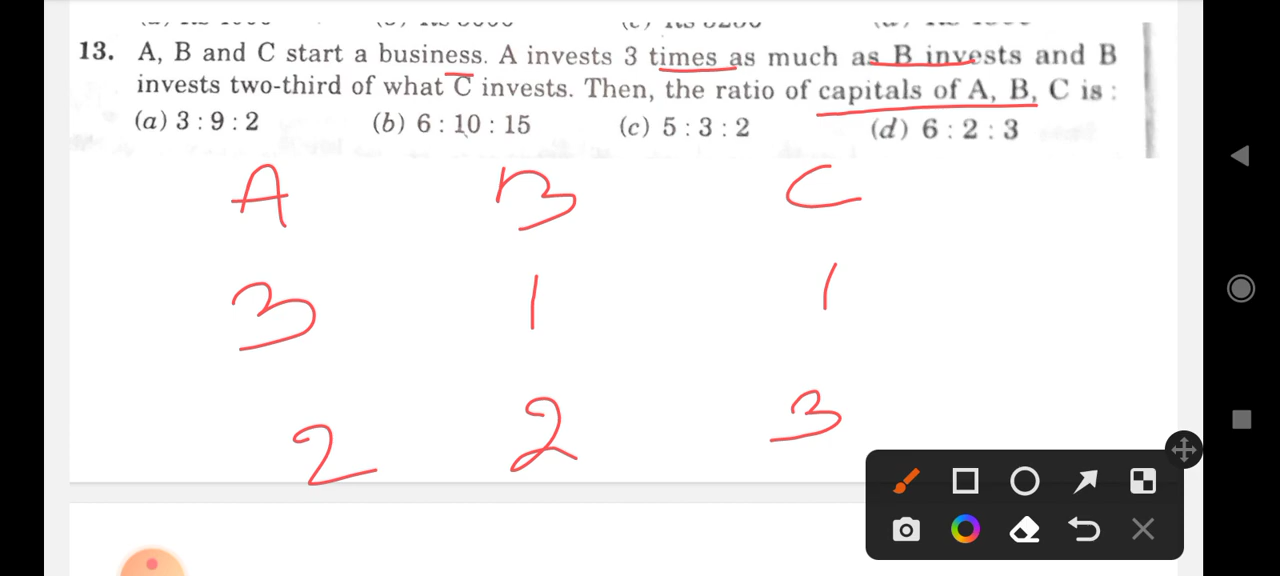 13. A, B and C start a business. A invests 3 times as much as B invests and B
invests two-third of what C invests. Then, the ratio of capitals of A, B, C is :
(a) 3 : 9 : 2 (b) 6 : 10 : 15 (c) 5 : 3 : 2 (d) 6 : 2 : 3
A B C
3 1 1
2 2 3